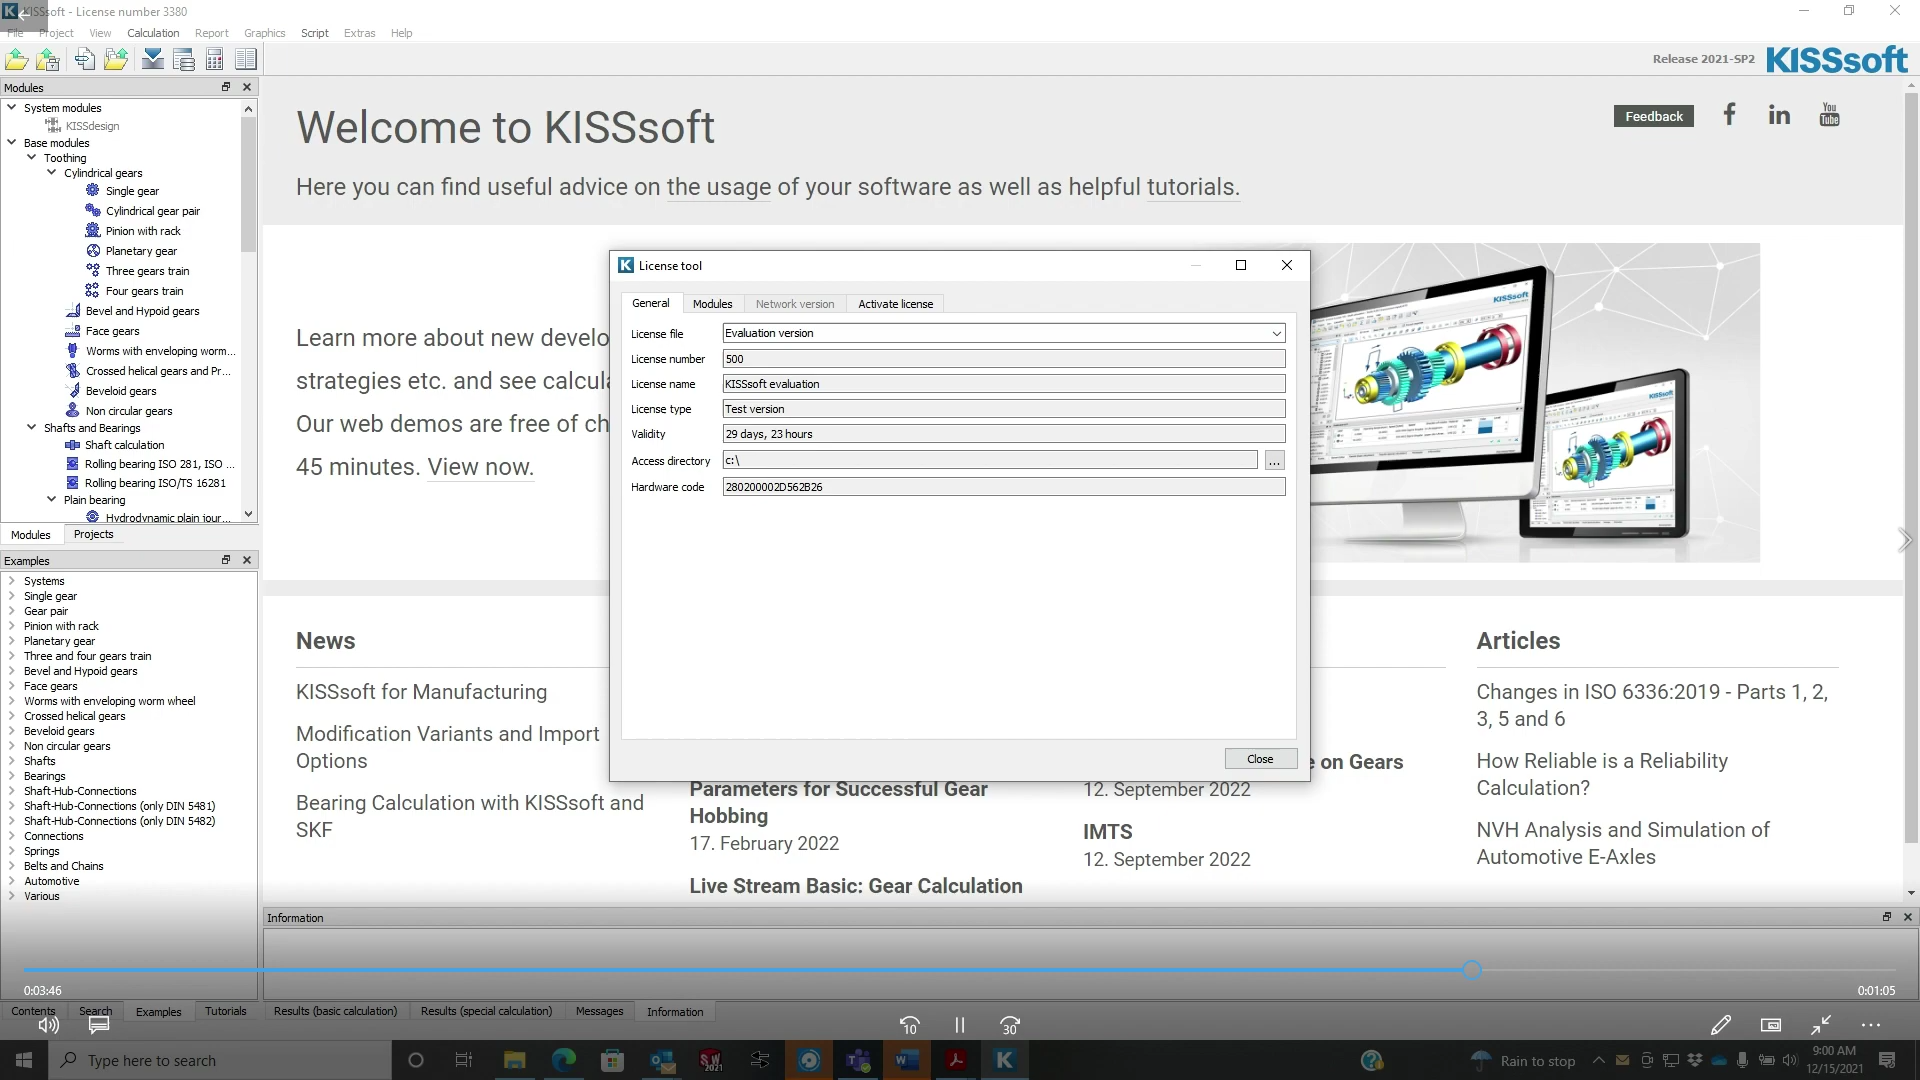 KISSsoft - License number 3380
File Project View Calculation Report Graphics Script Extras Help
Release 2021-SP2 KISSsoft
Modules
System modules
KISSdesign
Base modules
Toothing
Cylindrical gears
Single gear
Cylindrical gear pair
Pinion with rack
Planetary gear
Three gears train
Four gears train
Bevel and Hypoid gears
Face gears
Worms with enveloping worm...
Crossed helical gears and Pr...
Beveloid gears
Non circular gears
Shafts and Bearings
Shaft calculation
Rolling bearing ISO 281, ISO ...
Rolling bearing ISO/TS 16281
Plain bearing
Hydrodynamic plain jour...
Modules Projects
Examples
Systems
Single gear
Gear pair
Pinion with rack
Planetary gear
Three and four gears train
Bevel and Hypoid gears
Face gears
Worms with enveloping worm wheel
Crossed helical gears
Beveloid gears
Non circular gears
Shafts
Bearings
Shaft-Hub-Connections
Shaft-Hub-Connections (only DIN 5481)
Shaft-Hub-Connections (only DIN 5482)
Connections
Springs
Belts and Chains
Automotive
Various
Welcome to KISSsoft
Feedback
You Tube
Here you can find useful advice on the usage of your software as well as helpful tutorials.
Learn more about new develo
strategies etc. and see calcul
Our web demos are free of ch
45 minutes. View now.
License tool
General Modules Network version Activate license
License file Evaluation version
License number 500
License name KISSsoft evaluation
License type Test version
Validity 29 days, 23 hours
Access directory c:\ ...
Hardware code 280200002D562B26
Close
KISSsoft
KISSsoft
News
KISSsoft for Manufacturing
Modification Variants and Import
Options
Bearing Calculation with KISSsoft and
SKF
Parameters for Successful Gear
Hobbing
17. February 2022
Live Stream Basic: Gear Calculation
e on Gears
12. September 2022
IMTS
12. September 2022
Articles
Changes in ISO 6336:2019 - Parts 1, 2,
3, 5 and 6
How Reliable is a Reliability
Calculation?
NVH Analysis and Simulation of
Automotive E-Axles
Information
0:03:46 0:01:05
Contents Search Examples Tutorials Results (basic calculation) Results (special calculation) Messages Information
10 30
Type here to search
SW 2021
Rain to stop
9:00 AM
12/15/2021